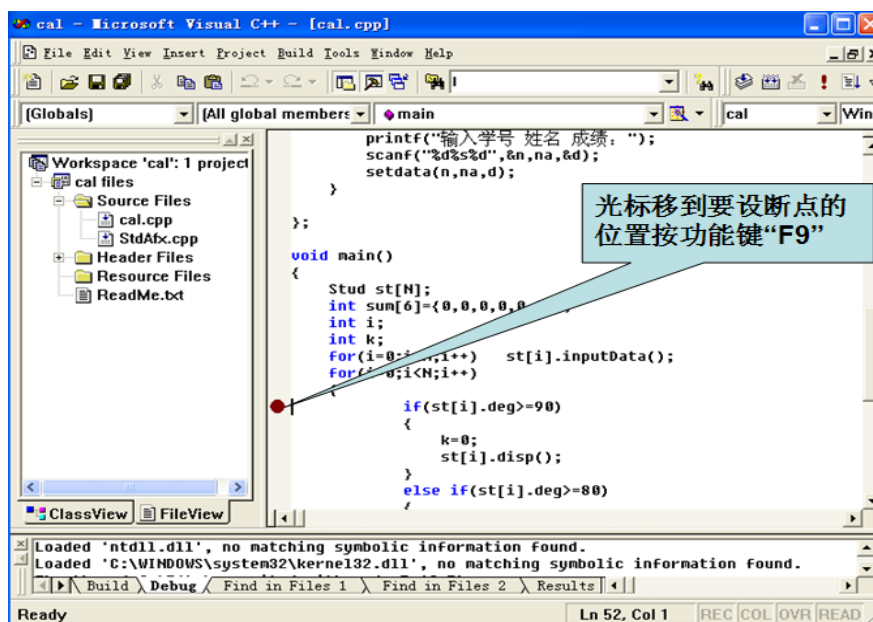 cal - Microsoft Visual C++ - [cal.cpp]
File Edit View Insert Project Build Tools Window Help
(Globals)
(All global members
main
cal
Win
Workspace 'cal': 1 project
cal files
Source Files
cal.cpp
StdAfx.cpp
Header Files
Resource Files
ReadMe.txt
ClassView
FileView
printf("输入学号 姓名 成绩: ");
scanf("%d%s%d",&n,na,&d);
setdata(n,na,d);
}
};
void main()
{
Stud st[N];
int sum[6]={0,0,0,0,0
int i;
int k;
for(i=0;i<N;i++) st[i].inputData();
for(i=0;i<N;i++)
{
if(st[i].deg>=90)
{
k=0;
st[i].disp();
}
else if(st[i].deg>=80)
{
光标移到要设断点的
位置按功能键“F9”
Loaded 'ntdll.dll', no matching symbolic information found.
Loaded 'C:\WINDOWS\system32\kernel32.dll', no matching symbolic information found.
Build Debug Find in Files 1 Find in Files 2 Results
Ready
Ln 52, Col 1
REC COL OVR READ